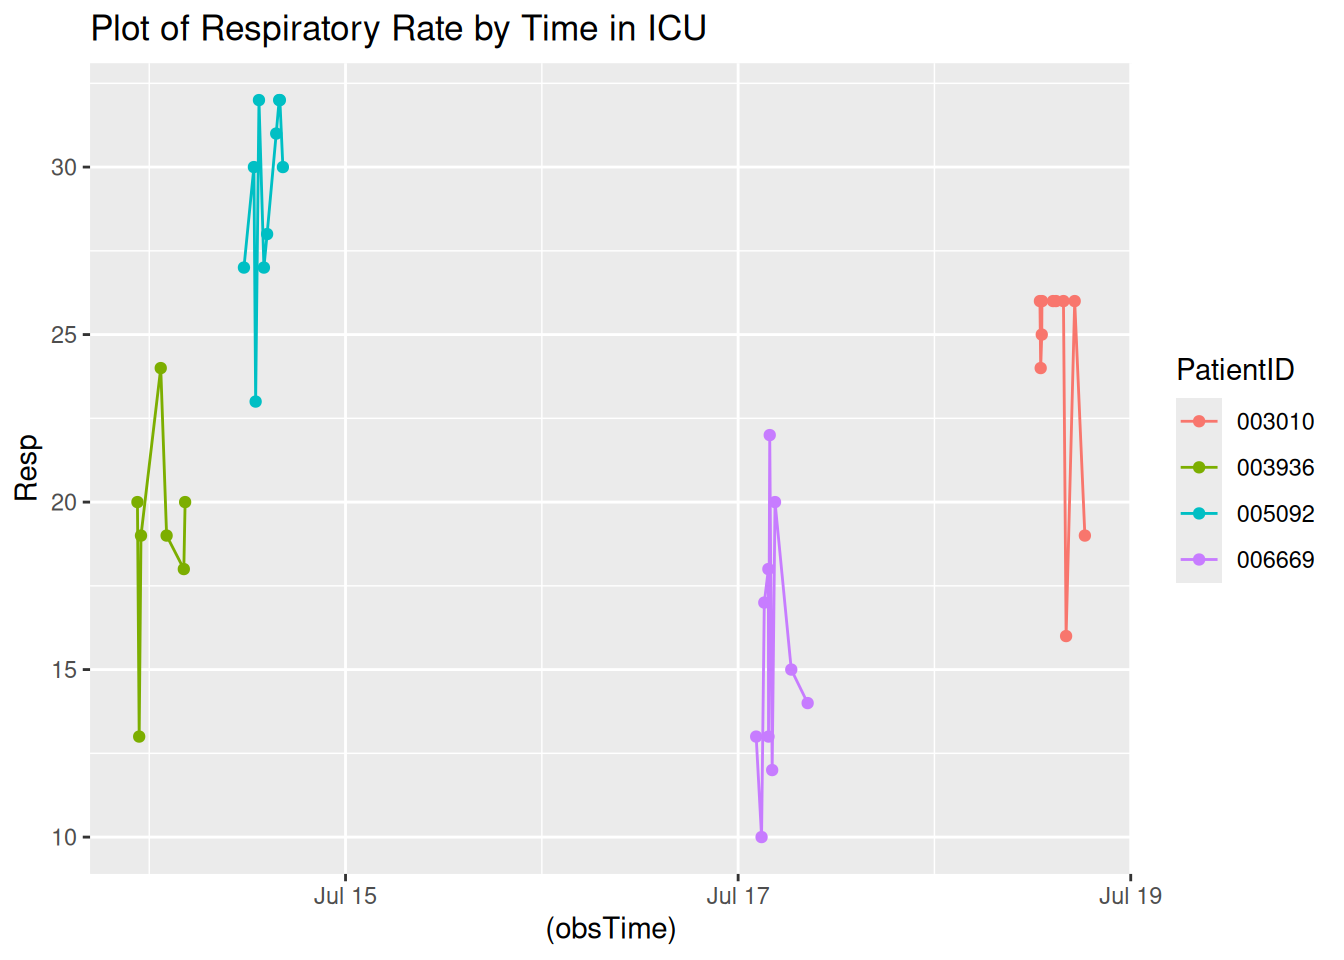 Plot of Respiratory Rate by Time in ICU
30
25
20
15
10
Resp
Jul 15
Jul 17
Jul 19
(obsTime)
PatientID
003010
003936
005092
006669